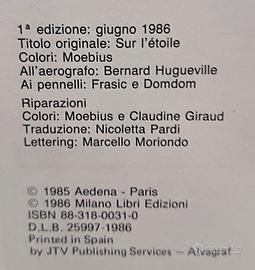 1ª edizione: giugno 1986
Titolo originale: Sur l'étoile
Colori: Moebius
All'aerografo: Bernard Hugueville
Ai pennelli: Frasic e Domdom
Riparazioni
Colori: Moebius e Claudine Giraud
Traduzione: Nicoletta Pardi
Lettering: Marcello Moriondo
© 1985 Aedena - Paris
© 1986 Milano Libri Edizioni
ISBN 88-318-0031-0
D.L.B. 25997-1986
Printed in Spain
by JTV Publishing Services — Alvagraf